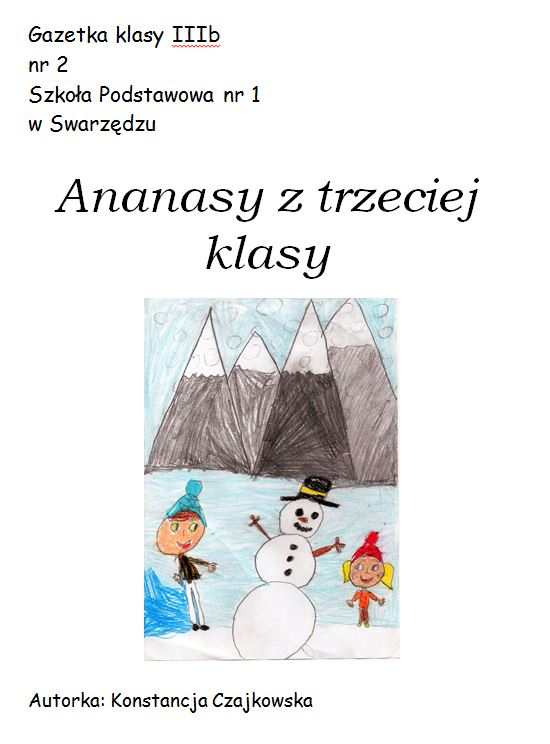 Gazetka klasy IIIb
nr 2
Szkoła Podstawowa nr 1
w Swarzędzu
Ananasy z trzeciej
klasy
Autorka: Konstancja Czajkowska